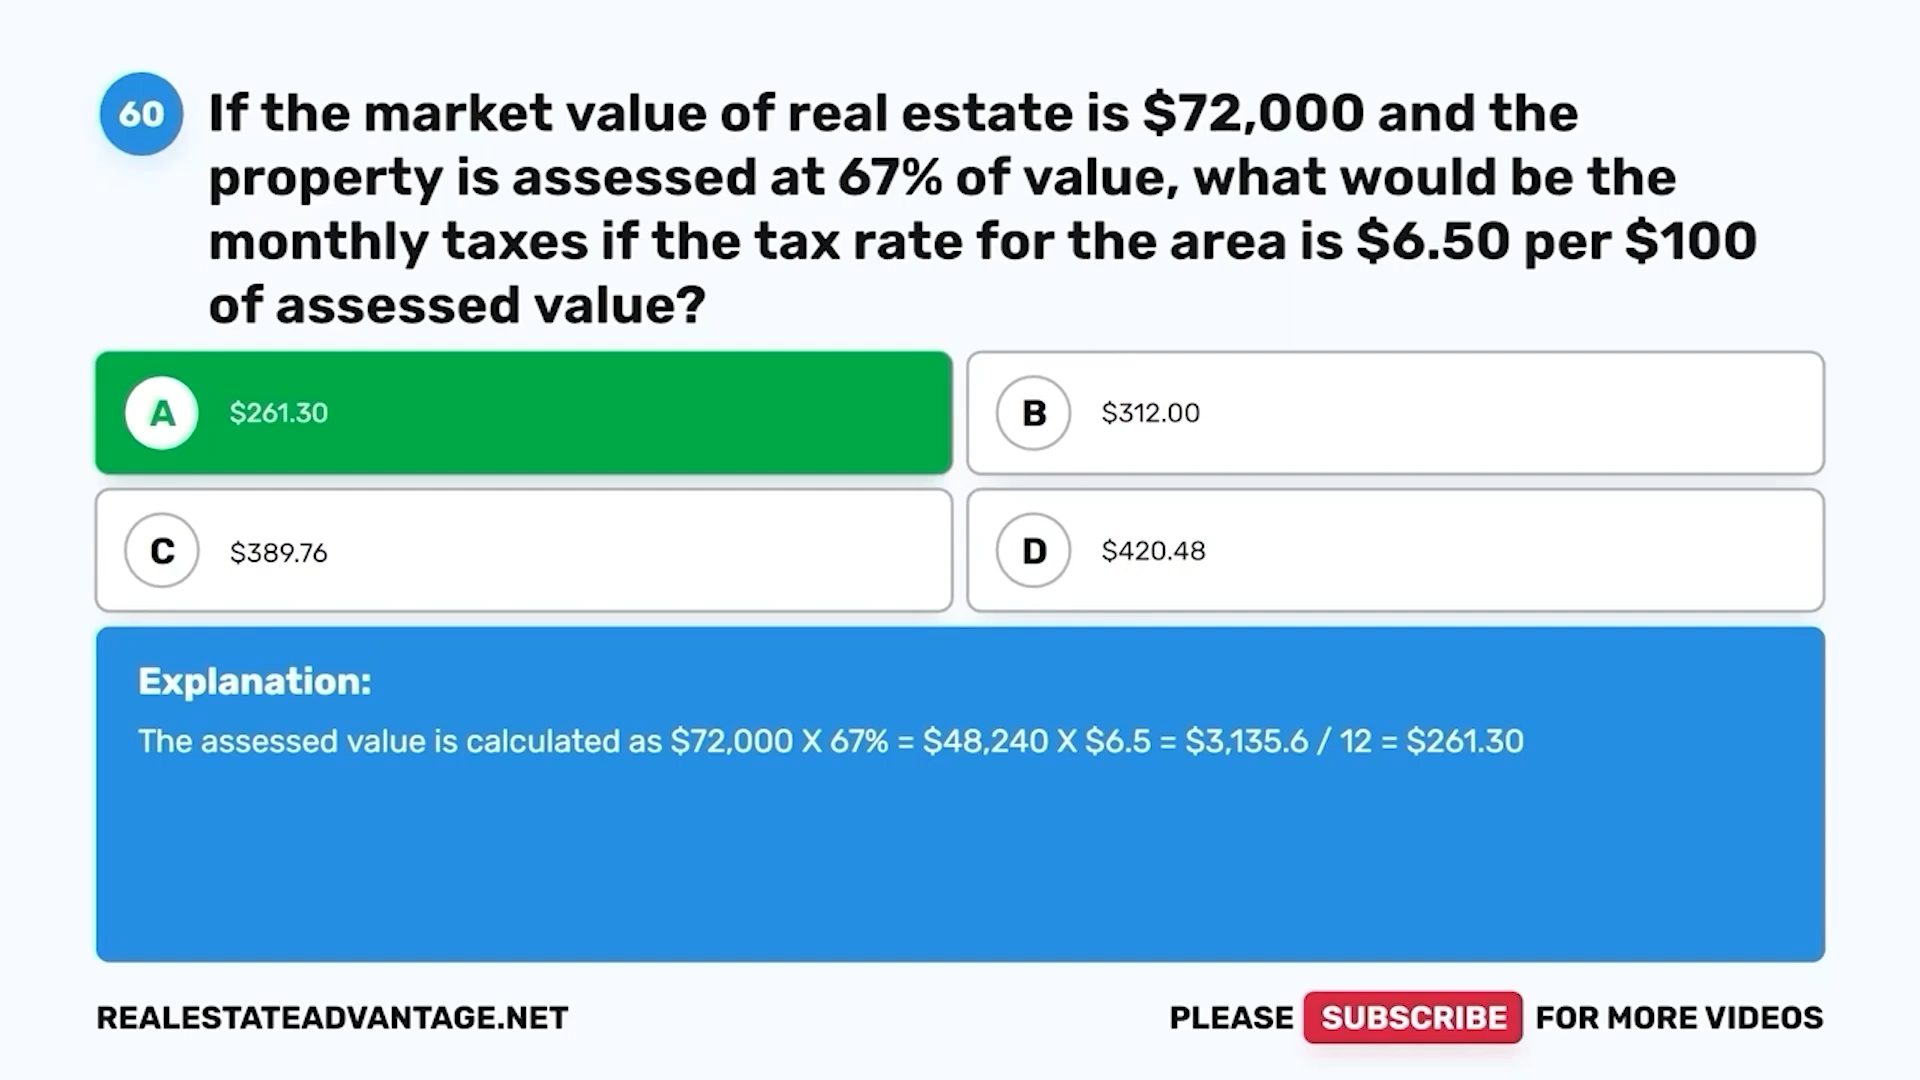 60
If the market value of real estate is $72,000 and the
property is assessed at 67% of value, what would be the
monthly taxes if the tax rate for the area is $6.50 per $100
of assessed value?
A $261.30
B $312.00
C $389.76
D $420.48
Explanation:
The assessed value is calculated as $72,000 X 67% = $48,240 X $6.5 = $3,135.6 / 12 = $261.30
REALESTATEADVANTAGE.NET
PLEASE SUBSCRIBE FOR MORE VIDEOS